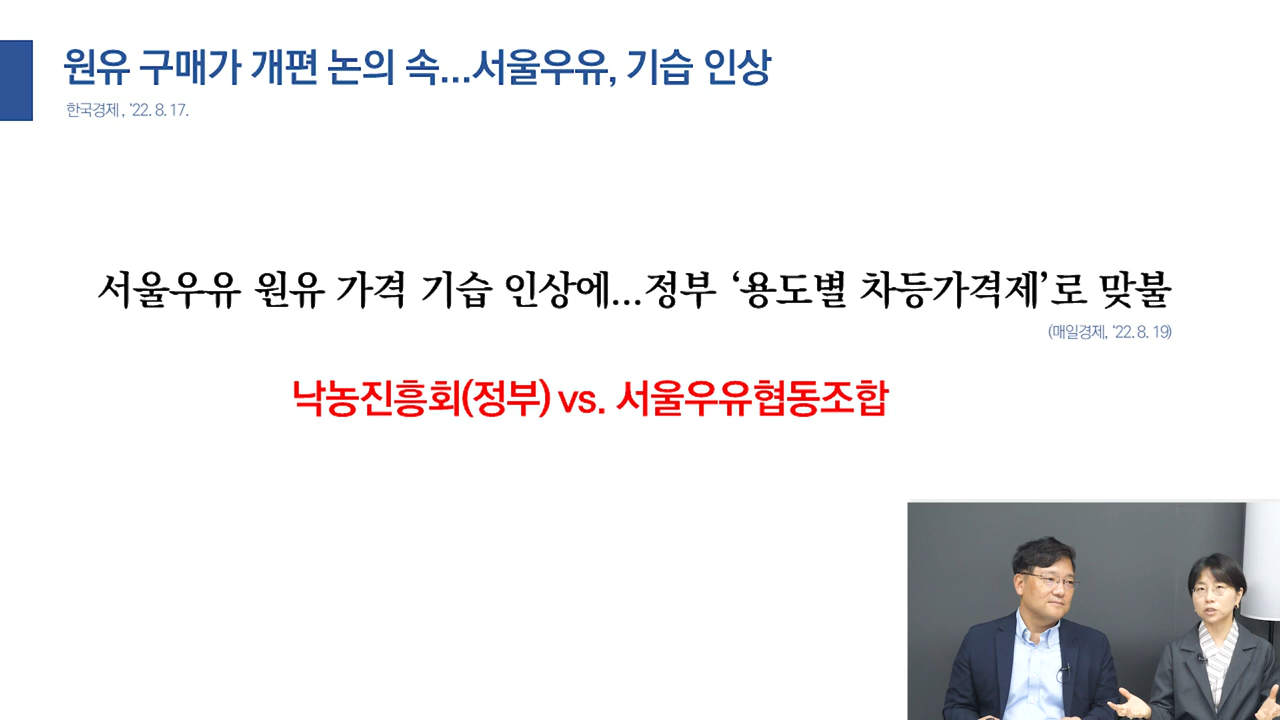 원유 구매가 개편 논의 속...서울우유, 기습 인상
한국경제, ‘22. 8. 17.
서울우유 원유 가격 기습 인상에...정부 ‘용도별 차등가격제’로 맞불
(매일경제, ‘22. 8. 19)
낙농진흥회(정부) vs. 서울우유협동조합